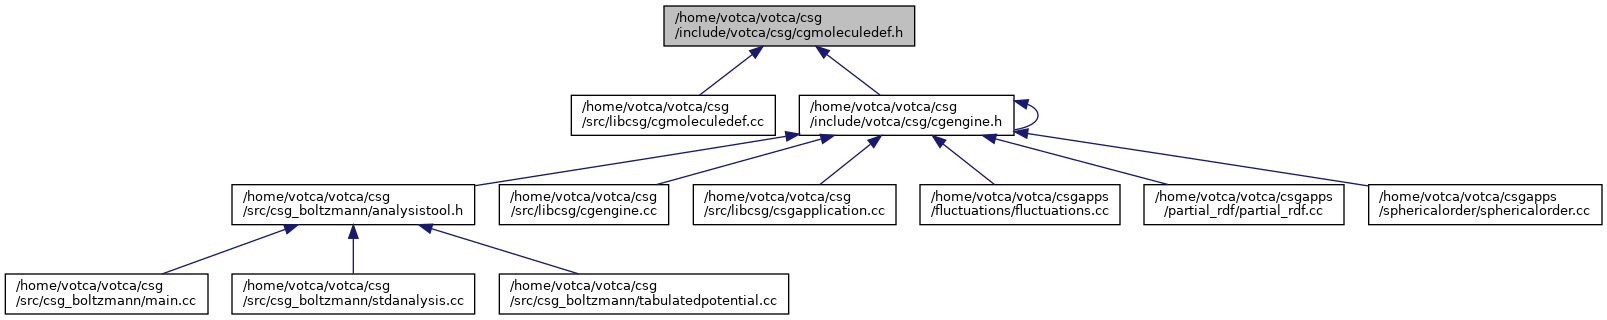 /home/votca/votca/csg
/include/votca/csg/cgmoleculedef.h
/home/votca/votca/csg
/src/libcsg/cgmoleculedef.cc
/home/votca/votca/csg
/include/votca/csg/cgengine.h
/home/votca/votca/csg
/src/csg_boltzmann/analysistool.h
/home/votca/votca/csg
/src/libcsg/cgengine.cc
/home/votca/votca/csg
/src/libcsg/csgapplication.cc
/home/votca/votca/csgapps
/fluctuations/fluctuations.cc
/home/votca/votca/csgapps
/partial_rdf/partial_rdf.cc
/home/votca/votca/csgapps
/sphericalorder/sphericalorder.cc
/home/votca/votca/csg
/src/csg_boltzmann/main.cc
/home/votca/votca/csg
/src/csg_boltzmann/stdanalysis.cc
/home/votca/votca/csg
/src/csg_boltzmann/tabulatedpotential.cc